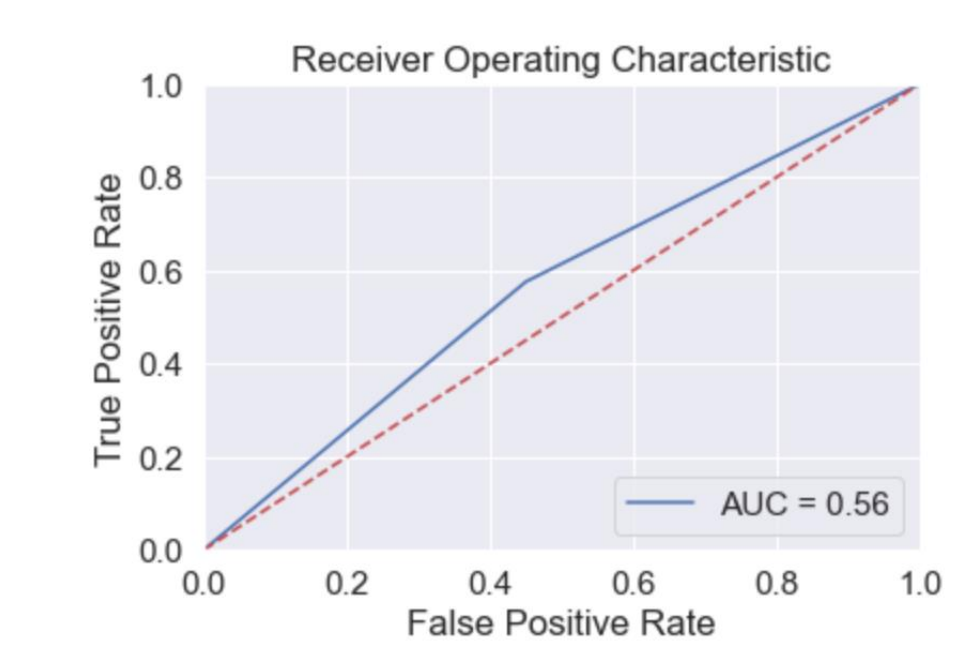 Receiver Operating Characteristic
1.0
0.8
0.6
0.4
0.2
0.0
True Positive Rate
AUC = 0.56
0.0 0.2 0.4 0.6 0.8 1.0
False Positive Rate